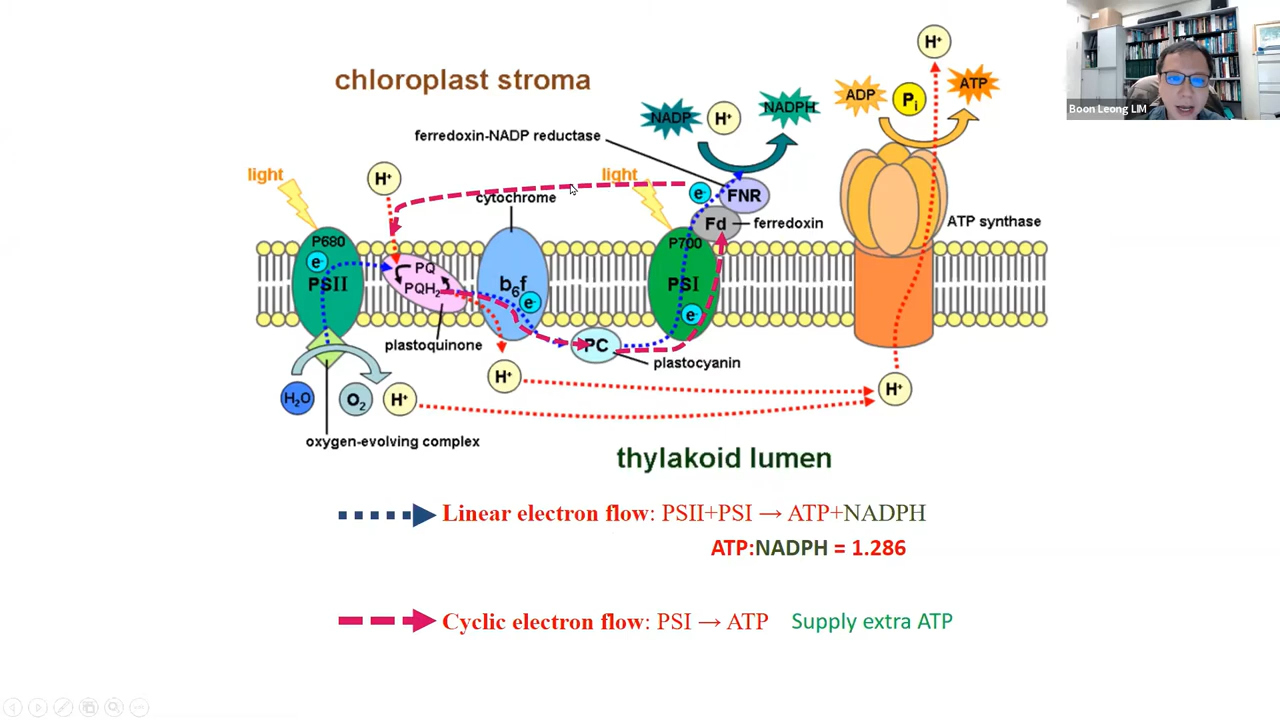 chloroplast stroma
Boon Leong LIM
H⁺
NADP
H⁺
NADPH
ADP
Pᵢ
ATP
ferredoxin-NADP reductase
light
H⁺
light
cytochrome
e⁻
FNR
Fd
ferredoxin
ATP synthase
P680
e⁻
PSII
PQ
PQH₂
b₆f
e⁻
P700
PSI
e⁻
plastoquinone
PC
plastocyanin
H⁺
H⁺
H₂O
O₂
H⁺
oxygen-evolving complex
thylakoid lumen
Linear electron flow: PSII+PSI → ATP+NADPH
ATP:NADPH = 1.286
Cyclic electron flow: PSI → ATP Supply extra ATP